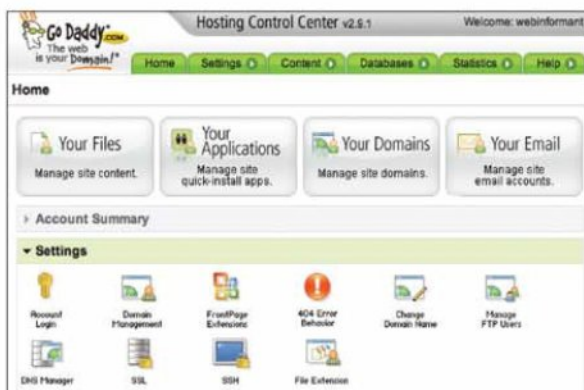 Go Daddy.COM
The web
is your Domain!"
Hosting Control Center v2.9.1
Welcome: webinformant
Home Settings Content Databases Statistics Help
Home
Your Files
Manage site content.
Your Applications
Manage site
quick-install apps.
Your Domains
Manage site domains.
Your Email
Manage site
email accounts.
Account Summary
Settings
Account
Login
Domain
Management
FrontPage
Extensions
404 Error
Behavior
Change
Domain Name
Manage
FTP Users
DNS Manager
SSL
SSH
File Extension